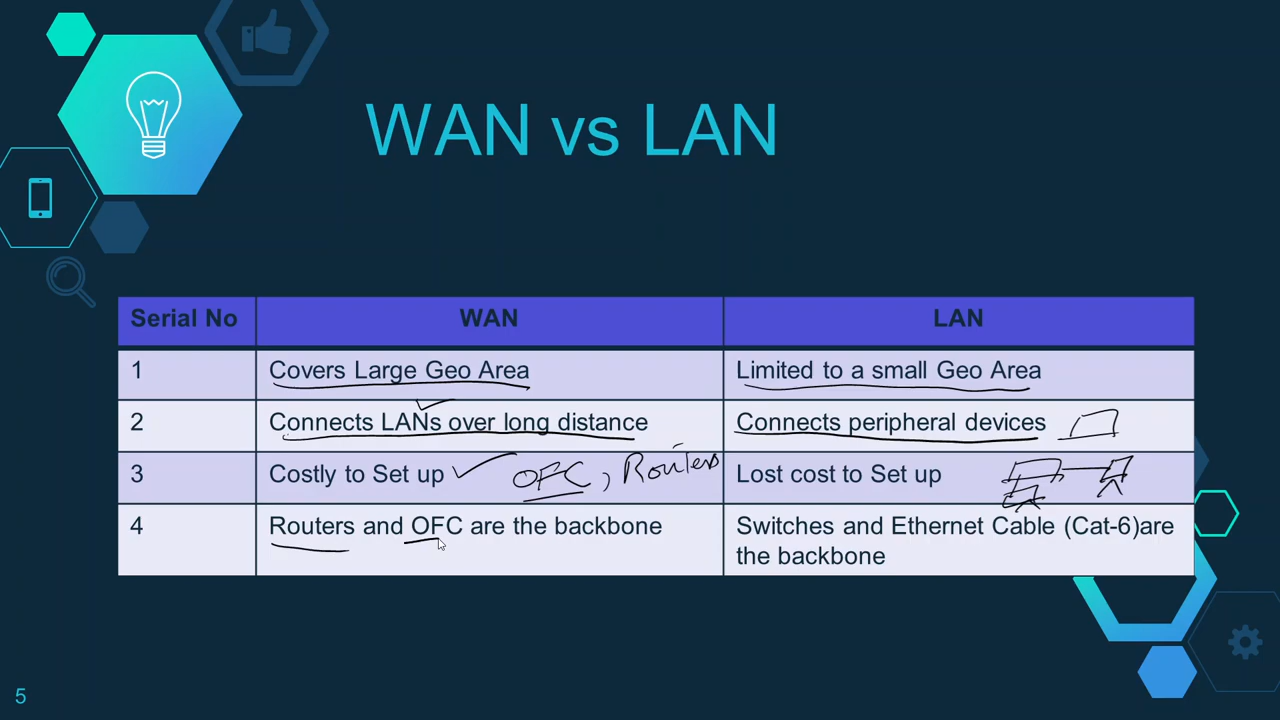 WAN vs LAN
Serial No WAN LAN
1 Covers Large Geo Area Limited to a small Geo Area
2 Connects LANs over long distance Connects peripheral devices
3 Costly to Set up OFC, Routers Lost cost to Set up
4 Routers and OFC are the backbone Switches and Ethernet Cable (Cat-6)are
the backbone
5